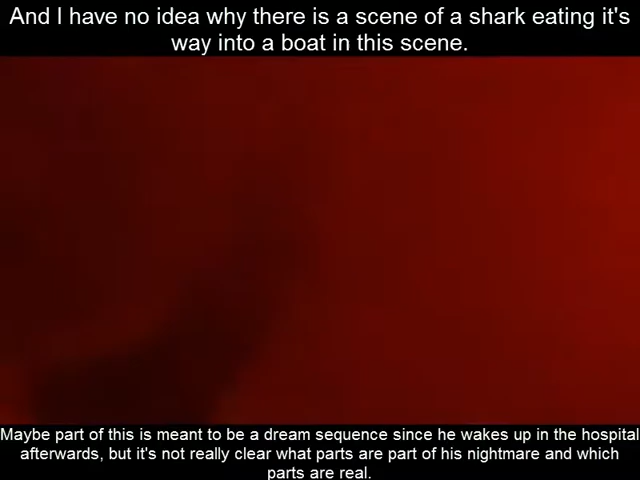 And I have no idea why there is a scene of a shark eating it's
way into a boat in this scene.
Maybe part of this is meant to be a dream sequence since he wakes up in the hospital
afterwards, but it's not really clear what parts are part of his nightmare and which
parts are real.